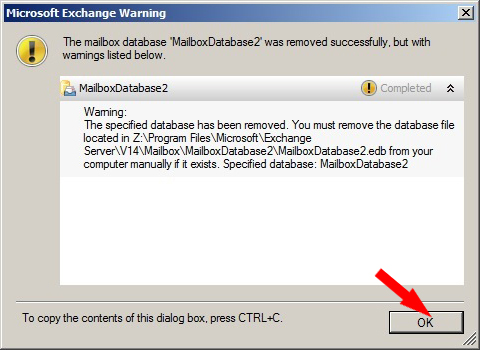 Microsoft Exchange Warning
The mailbox database 'MailboxDatabase2' was removed successfully, but with
warnings listed below.
MailboxDatabase2
Completed
Warning:
The specified database has been removed. You must remove the database file
located in Z:\Program Files\Microsoft\Exchange
Server\V14\Mailbox\MailboxDatabase2\MailboxDatabase2.edb from your
computer manually if it exists. Specified database: MailboxDatabase2
To copy the contents of this dialog box, press CTRL+C.
OK